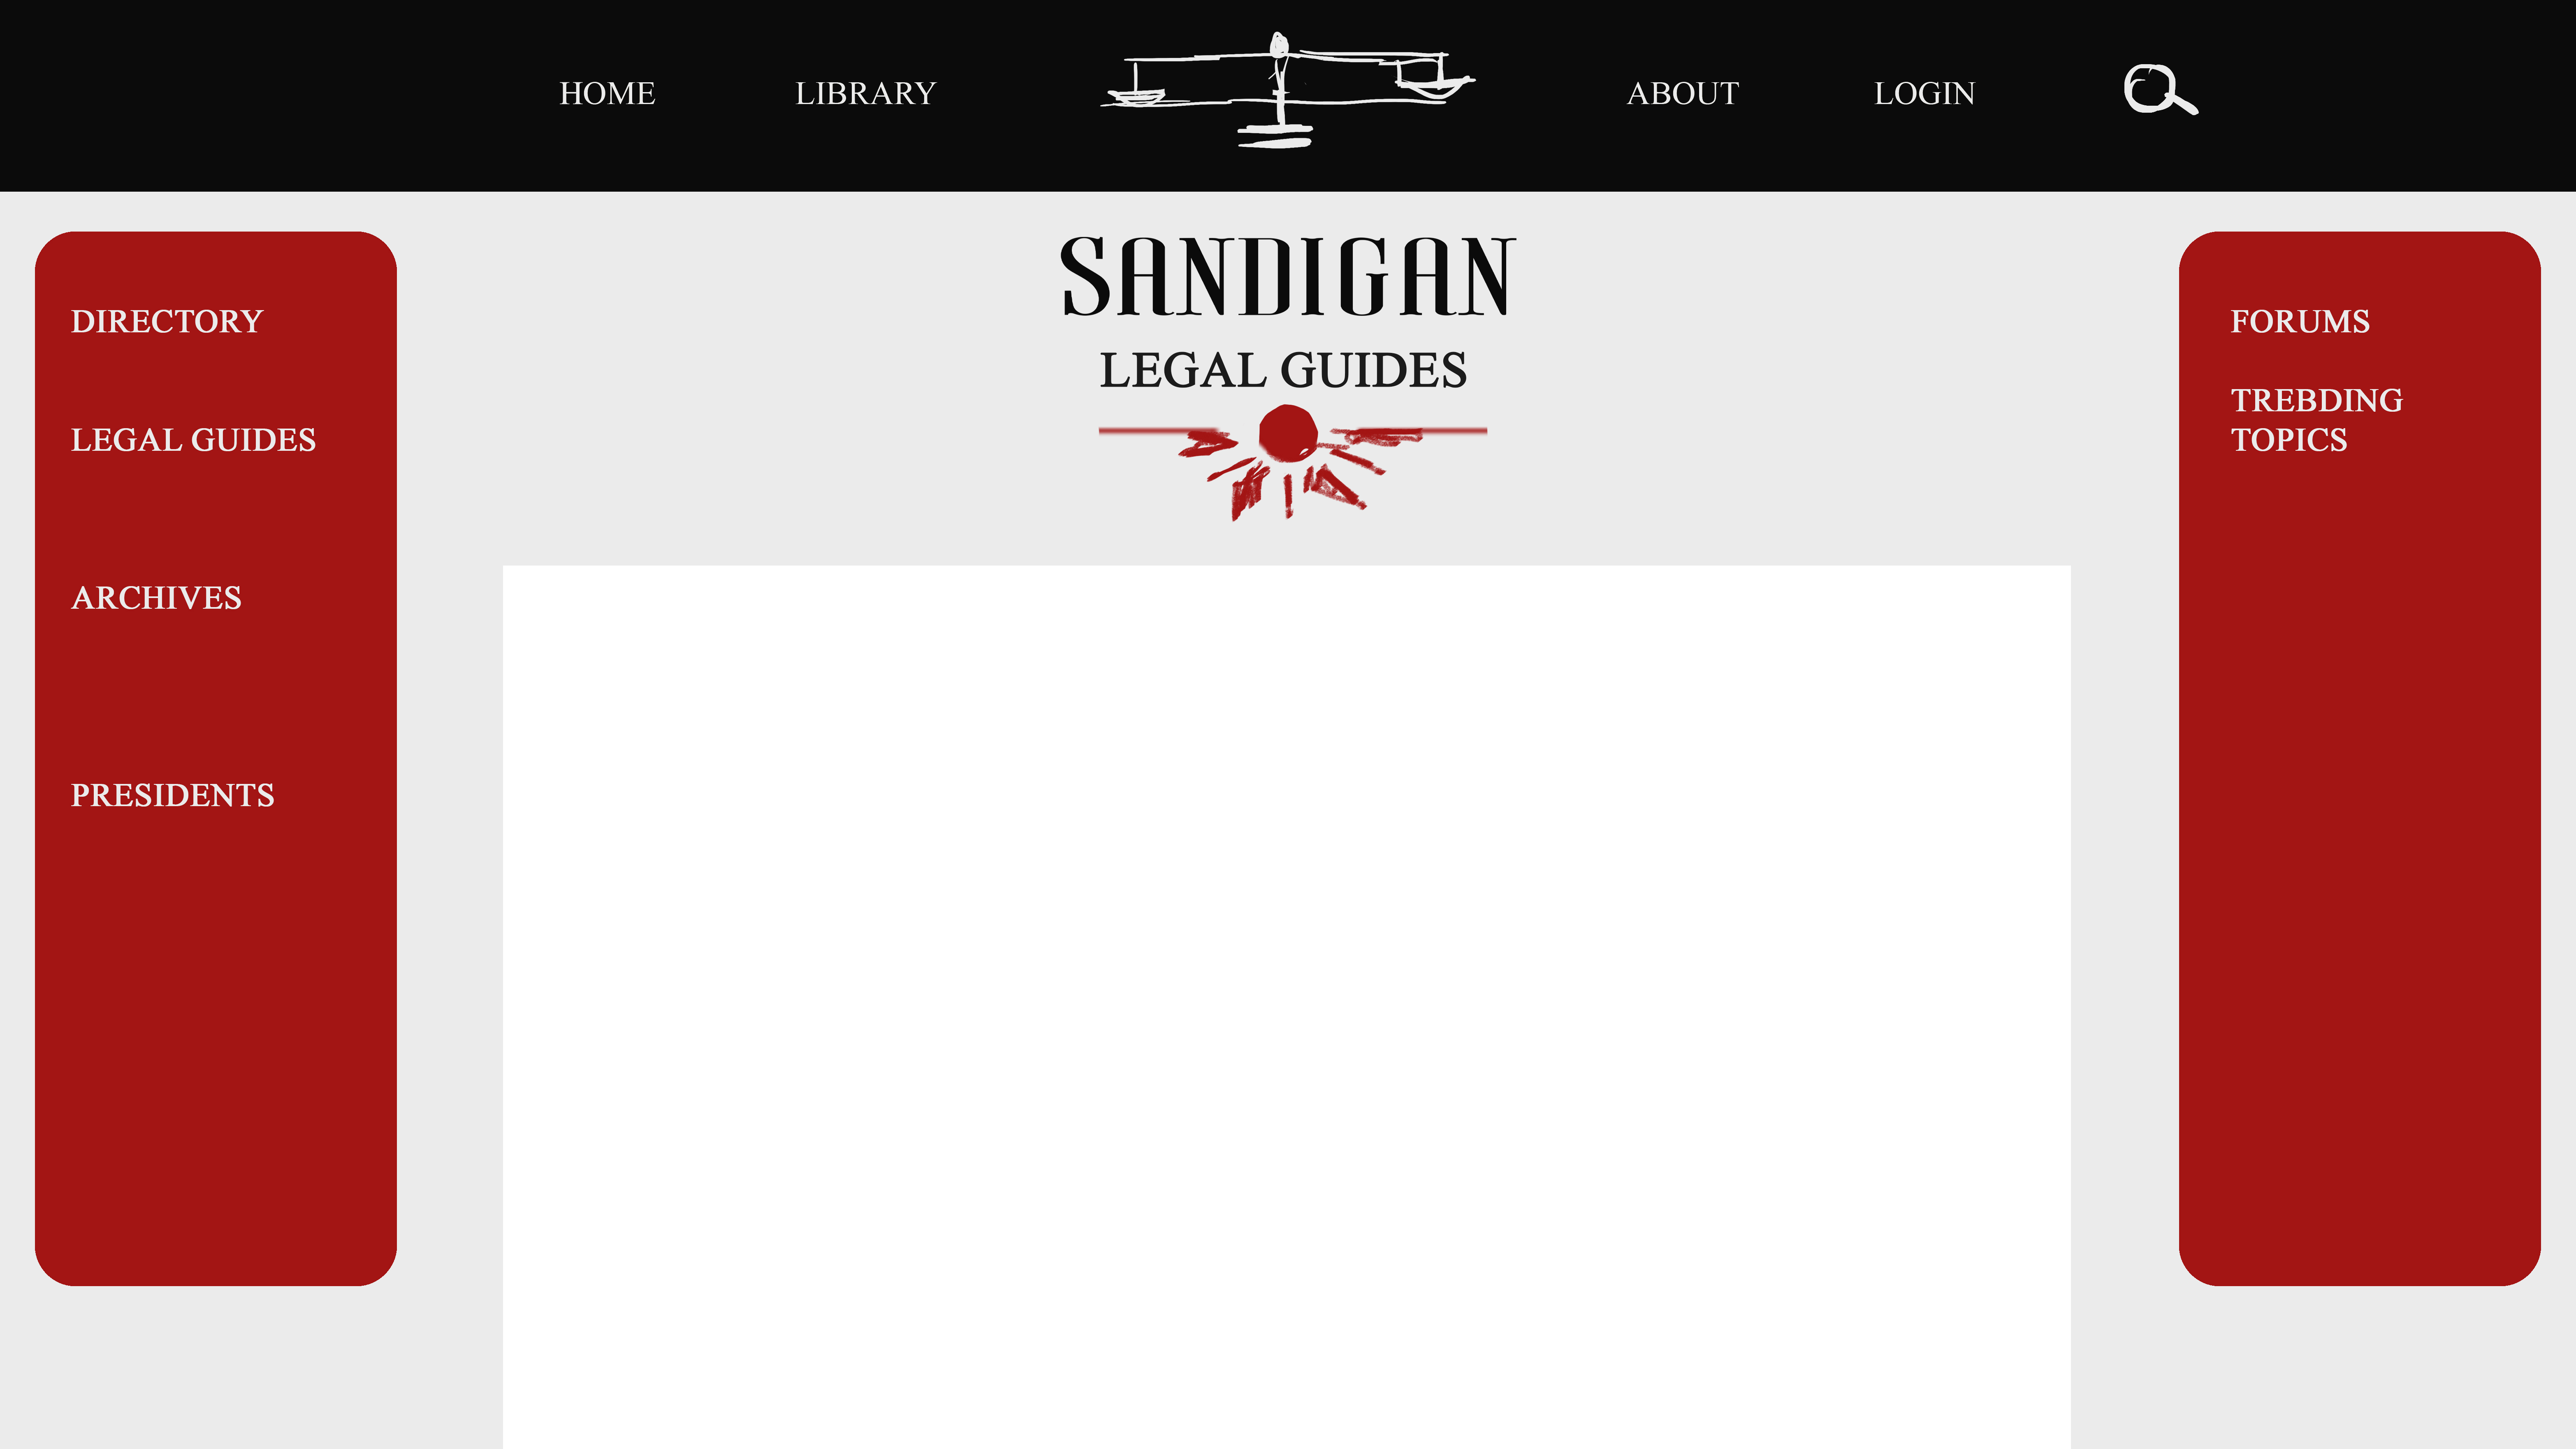 HOME
LIBRARY
ABOUT
LOGIN
SANDIGAN
LEGAL GUIDES
DIRECTORY
LEGAL GUIDES
ARCHIVES
PRESIDENTS
FORUMS
TREBDING
TOPICS